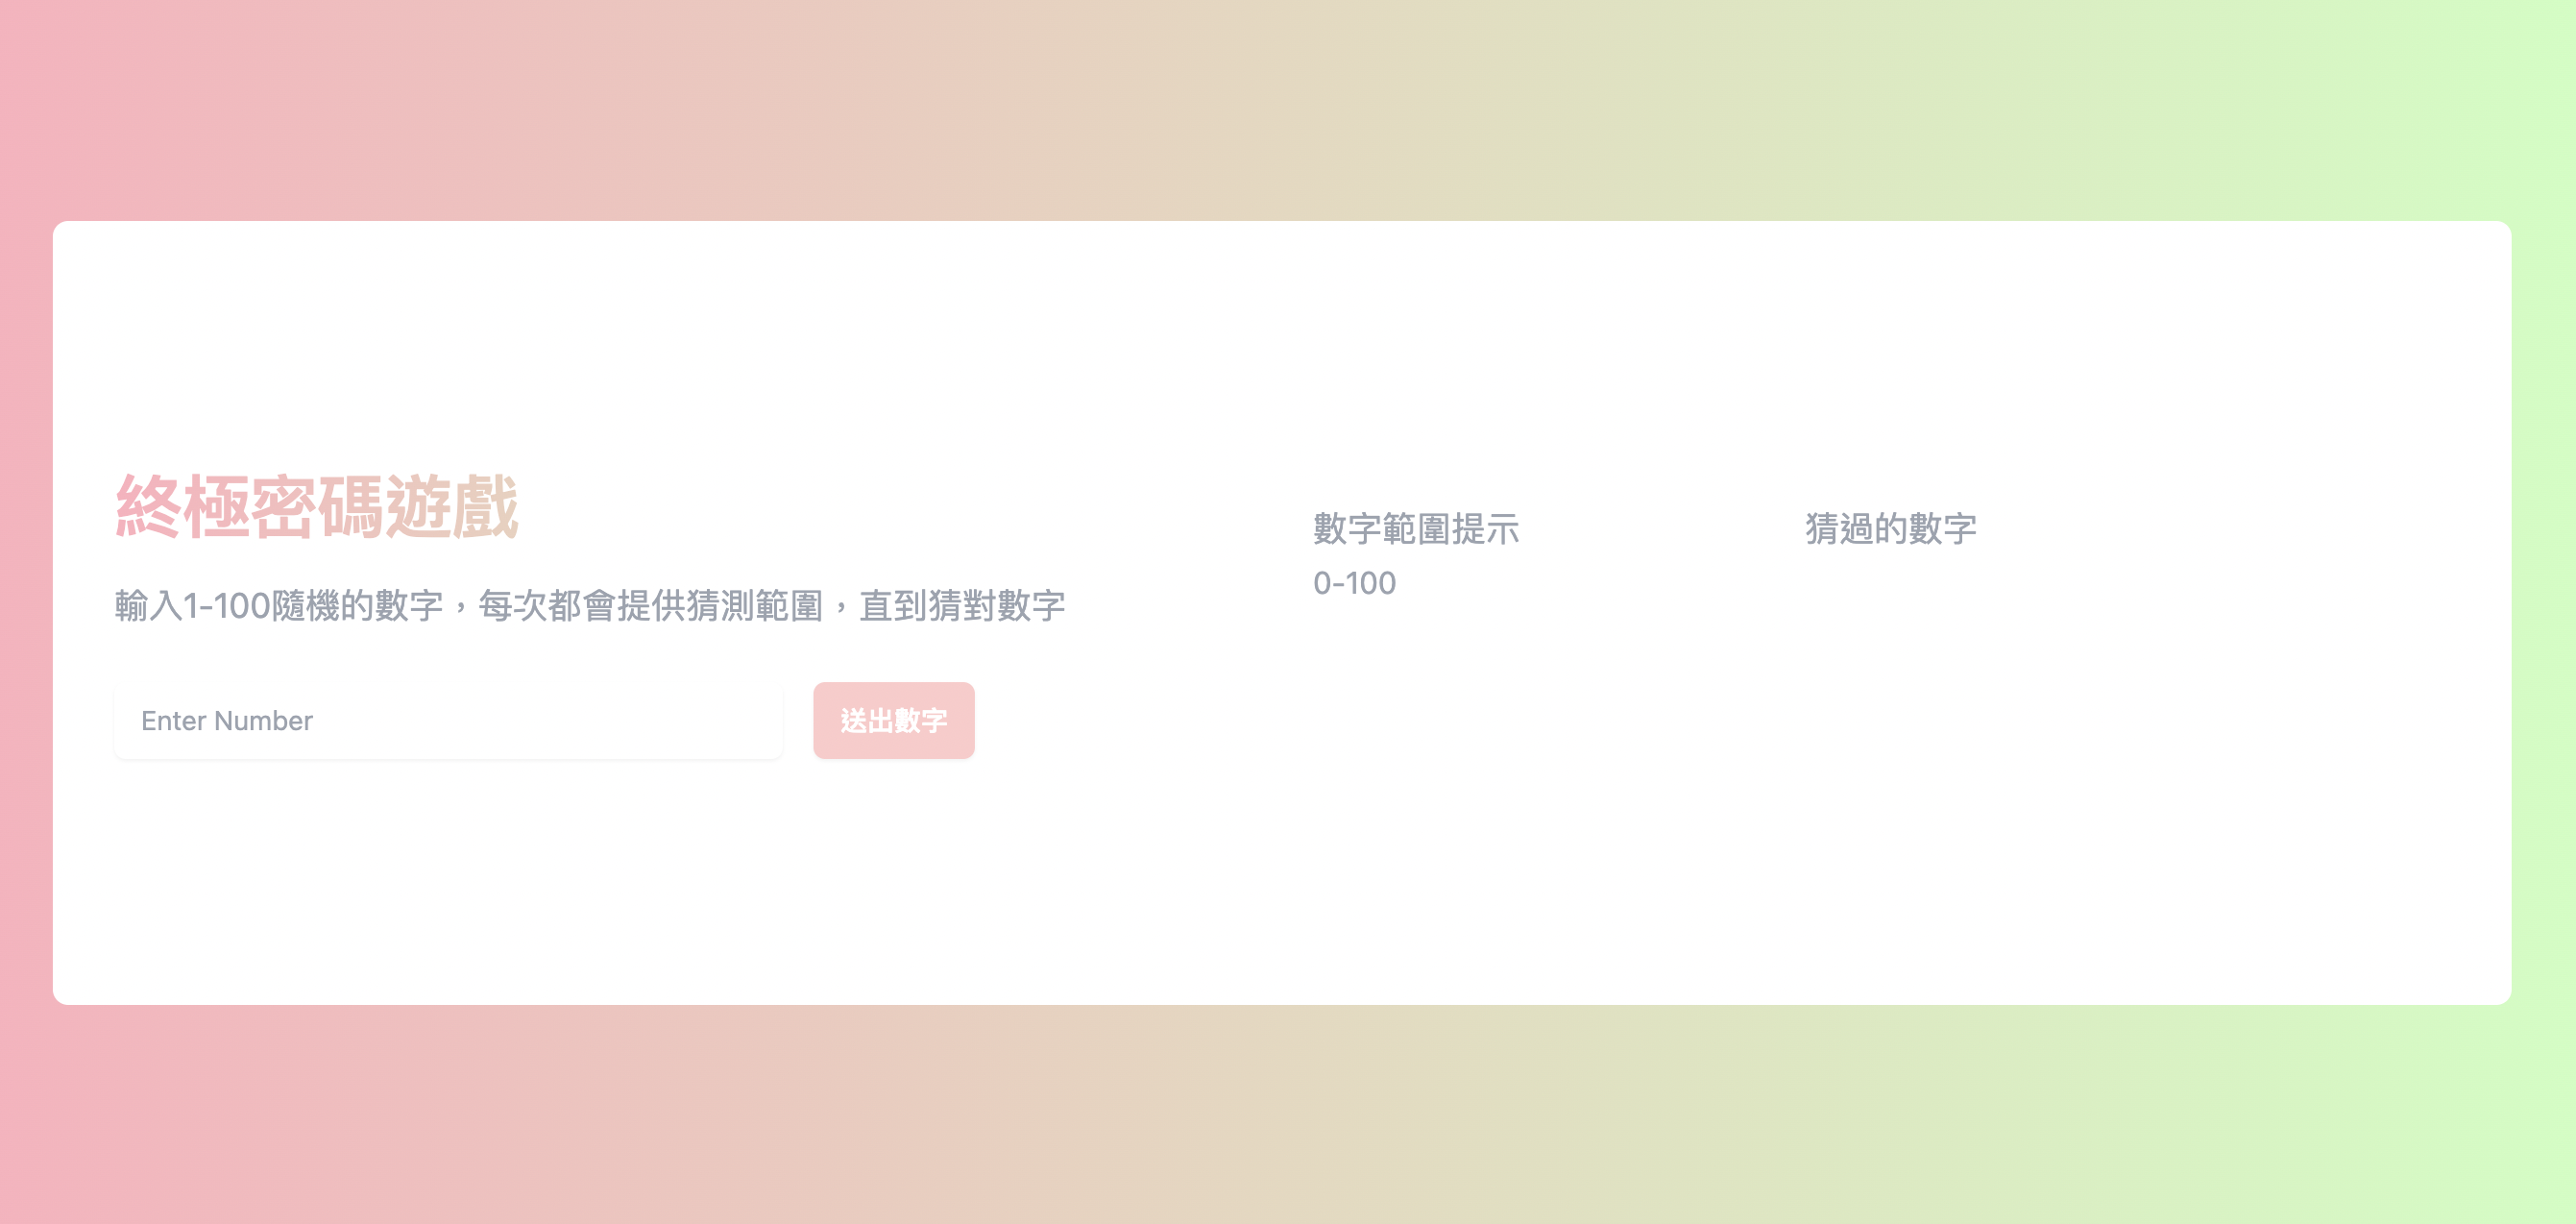 終極密碼遊戲
輸入1-100隨機的數字，每次都會提供猜測範圍，直到猜對數字
Enter Number
送出數字
數字範圍提示
0-100
猜過的數字